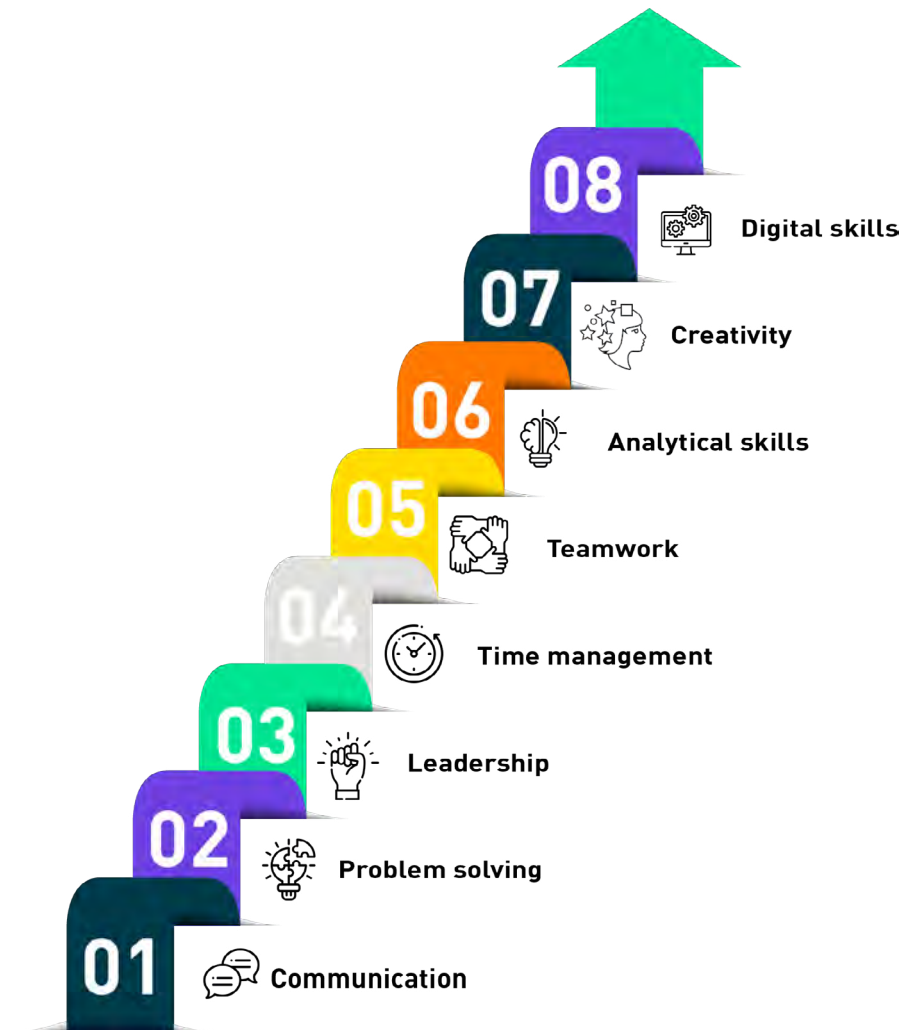 08
Digital skills
07
Creativity
06
Analytical skills
05
Teamwork
04
Time management
03
Leadership
02
Problem solving
01
Communication